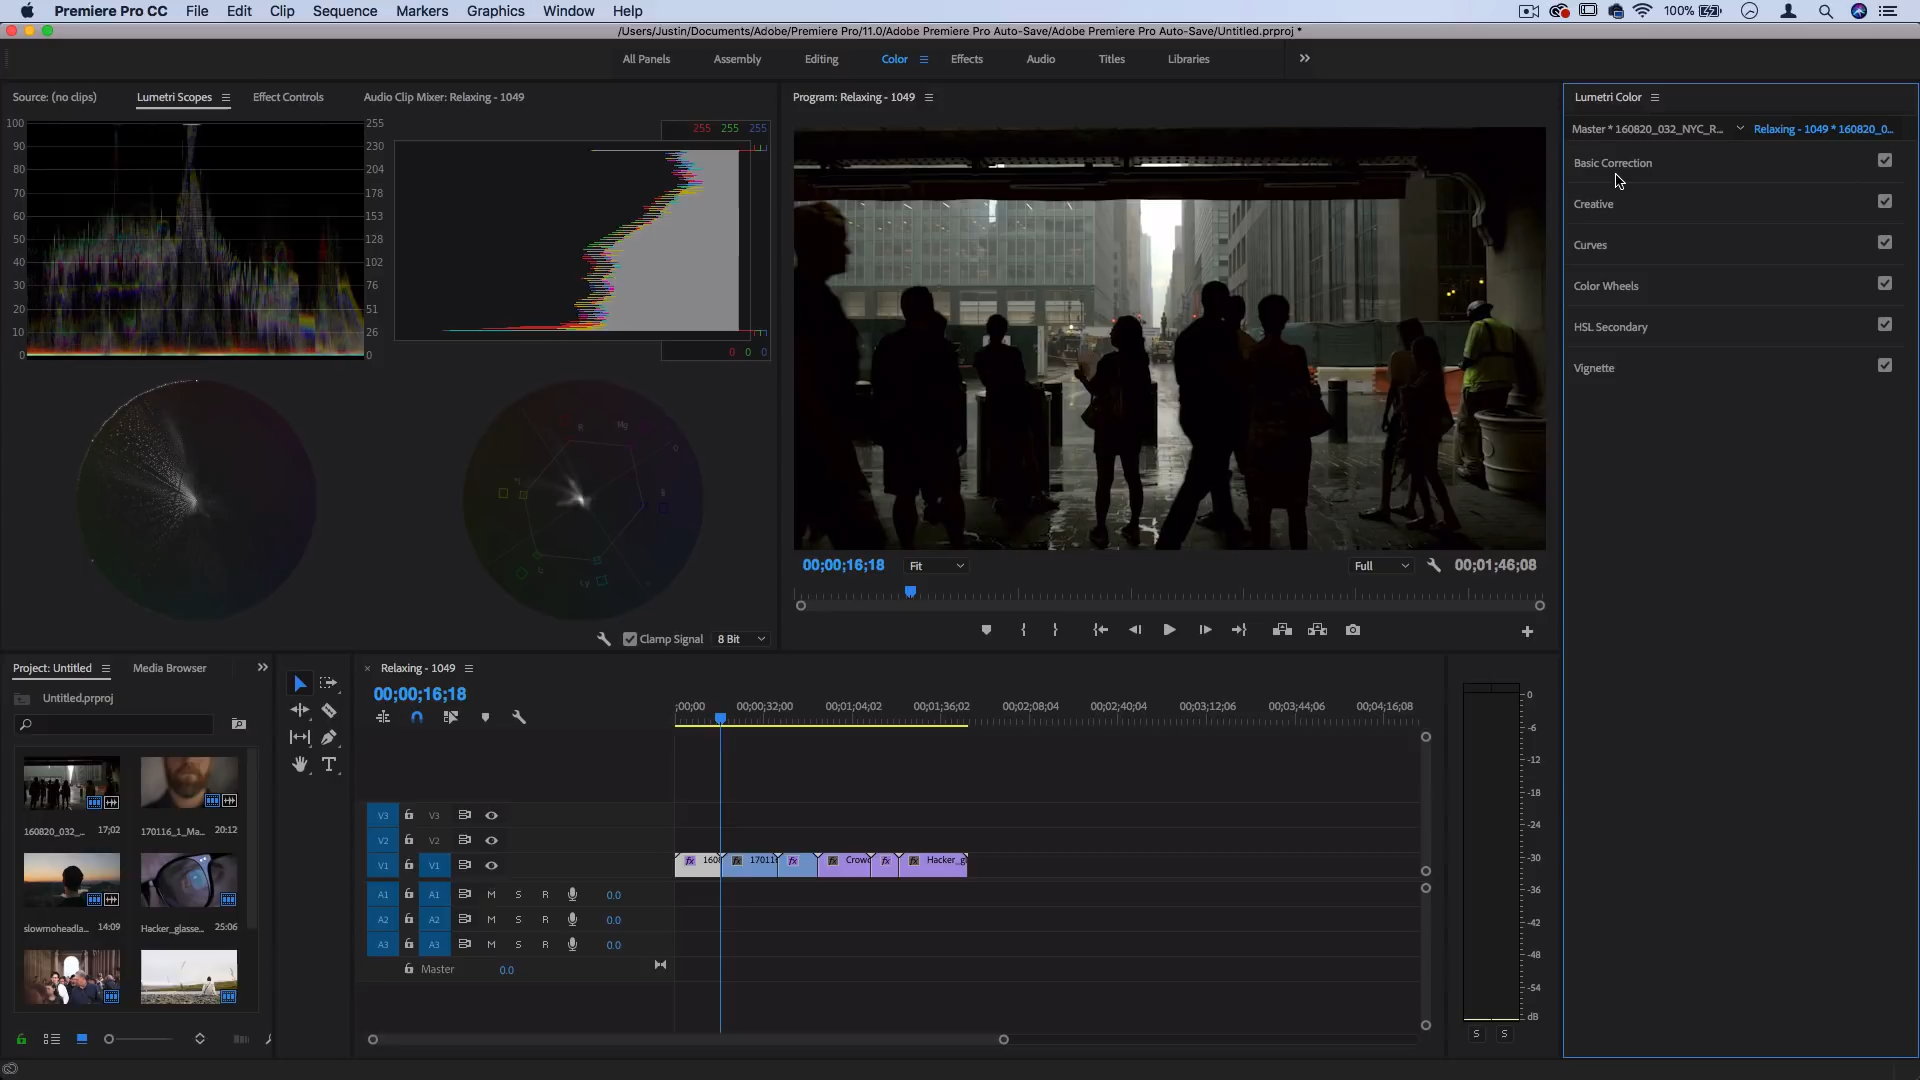 Premiere Pro CC File Edit Clip Sequence Markers Graphics Window Help 100%
/Users/Justin/Documents/Adobe/Premiere Pro/11.0/Adobe Premiere Pro Auto-Save/Adobe Premiere Pro Auto-Save/Untitled.prproj *
All Panels Assembly Editing Color Effects Audio Titles Libraries
Source: (no clips) Lumetri Scopes Effect Controls Audio Clip Mixer: Relaxing - 1049
Program: Relaxing - 1049
Lumetri Color
Master * 160820_032_NYC_R... Relaxing - 1049 * 160820_0...
Basic Correction
Creative
Curves
Color Wheels
HSL Secondary
Vignette
100 255
90 230
80 204
70 178
60 153
50 128
40 102
30 76
20 51
10 26
0 0
255 255 255
0 0 0
R Mg
B
Cy
Clamp Signal 8 Bit
00;00;16;18 Fit Full 00;01;46;08
Project: Untitled Media Browser
Untitled.prproj
160820_032_... 17;02 170116_1_Ma... 20:12
slowmoheadla... 14:09 Hacker_glasse... 25:06
Relaxing - 1049
00;00;16;18
;00;00 00;00;32;00 00;01;04;02 00;01;36;02 00;02;08;04 00;02;40;04 00;03;12;06 00;03;44;06 00;04;16;08
V3 V3
V2 V2
V1 V1 fx 160 fx 17011 fx fx Crow fx fx Hacker_g
A1 A1 M S R 0.0
A2 A2 M S R 0.0
A3 A3 M S R 0.0
Master 0.0
0
-6
-12
-18
-24
-30
-36
-42
-48
-54
dB
S S